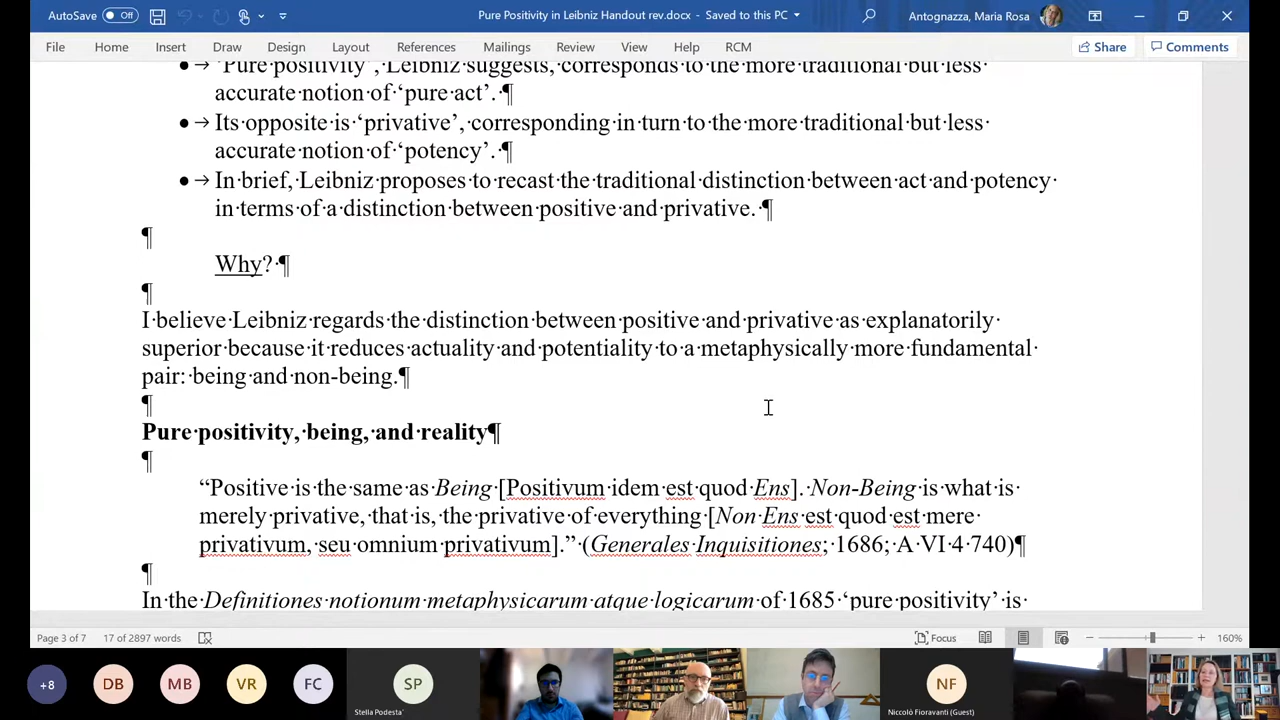 AutoSave Off Pure Positivity in Leibniz Handout rev.docx - Saved to this PC Antognazza, Maria Rosa
File Home Insert Draw Design Layout References Mailings Review View Help RCM Share Comments
‘Pure positivity’, Leibniz suggests, corresponds to the more traditional but less
accurate notion of ‘pure act’. ¶
Its opposite is ‘privative’, corresponding in turn to the more traditional but less
accurate notion of ‘potency’. ¶
In brief, Leibniz proposes to recast the traditional distinction between act and potency
in terms of a distinction between positive and privative. ¶
¶
Why? ¶
¶
I believe Leibniz regards the distinction between positive and privative as explanatorily
superior because it reduces actuality and potentiality to a metaphysically more fundamental
pair: being and non-being.¶
¶
Pure positivity, being, and reality¶
¶
“Positive is the same as Being [Positivum idem est quod Ens]. Non-Being is what is
merely privative, that is, the privative of everything [Non Ens est quod est mere
privativum, seu omnium privativum].” (Generales Inquisitiones; 1686; A VI 4 740)¶
¶
In the Definitiones notionum metaphysicarum atque logicarum of 1685 ‘pure positivity’ is
Page 3 of 7 17 of 2897 words Focus 160%
+8 DB MB VR FC SP NF
Stella Podesta' Niccolò Fioravanti (Guest)